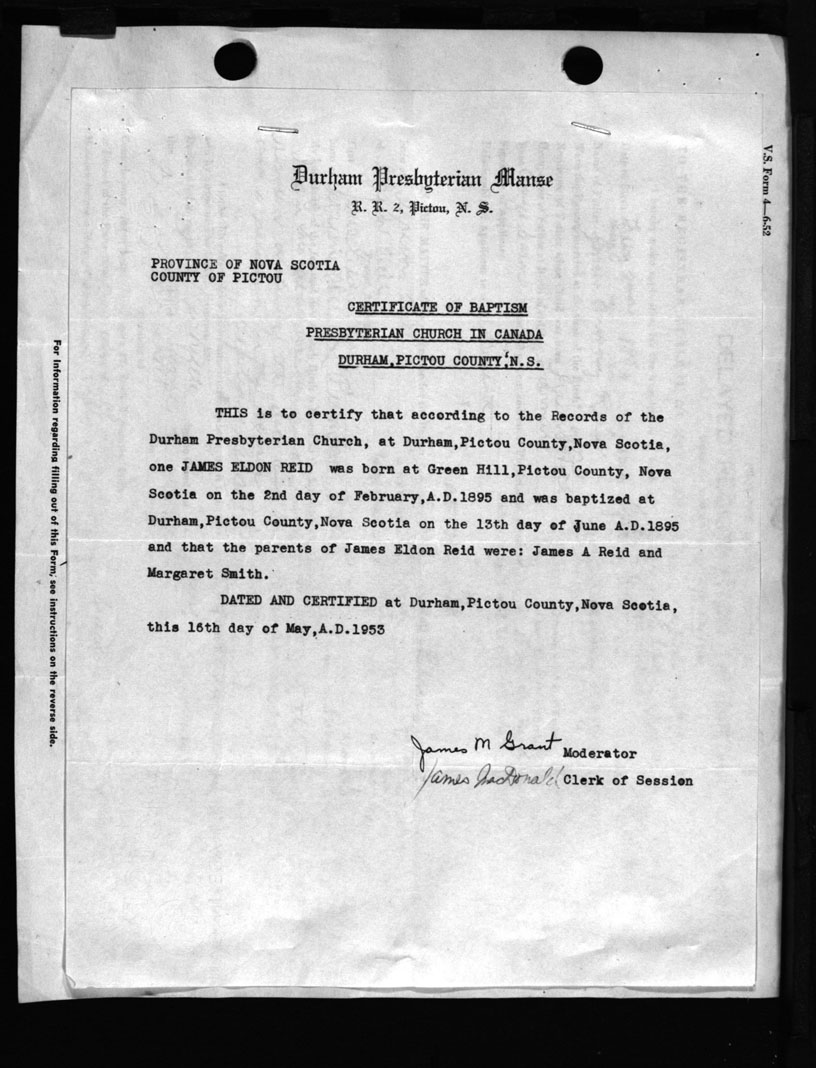 Durham Presbyterian Manse
R. R. 2, Pictou, N. S.
V.S. Form 4—6-52
PROVINCE OF NOVA SCOTIA
COUNTY OF PICTOU
CERTIFICATE OF BAPTISM
PRESBYTERIAN CHURCH IN CANADA
DURHAM,PICTOU COUNTY,N.S.
THIS is to certify that according to the Records of the
Durham Presbyterian Church, at Durham,Pictou County,Nova Scotia,
one JAMES ELDON REID was born at Green Hill,Pictou County, Nova
Scotia on the 2nd day of February,A.D.1895 and was baptized at
Durham,Pictou County,Nova Scotia on the 13th day of June A.D.1895
and that the parents of James Eldon Reid were: James A Reid and
Margaret Smith.
DATED AND CERTIFIED at Durham,Pictou County,Nova Scotia,
this 16th day of May,A.D.1953
James M Grant Moderator
James MacDonald Clerk of Session
For information regarding filling out of this Form, see instructions on the reverse side.